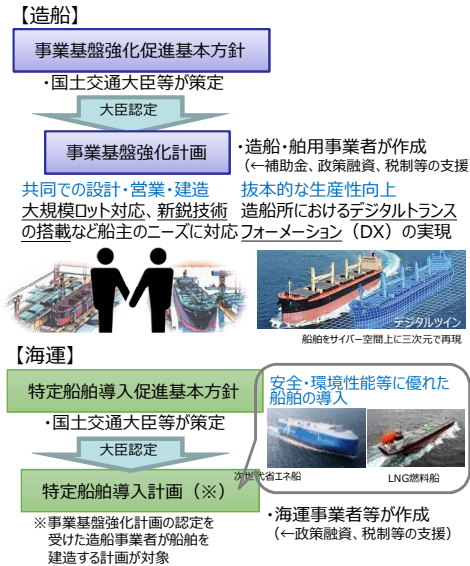 【造船】
事業基盤強化促進基本方針
・国土交通大臣等が策定
大臣認定
事業基盤強化計画
・造船・舶用事業者が作成
（←補助金、政策融資、税制等の支援
共同での設計・営業・建造
大規模ロット対応、新鋭技術
の搭載など船主のニーズに対応
抜本的な生産性向上
造船所におけるデジタルトランス
フォーメーション（DX）の実現
デジタルツイン
船舶をサイバー空間上に三次元で再現
【海運】
特定船舶導入促進基本方針
・国土交通大臣等が策定
大臣認定
特定船舶導入計画（※）
※事業基盤強化計画の認定を
受けた造船事業者が船舶を
建造する計画が対象
安全・環境性能等に優れた
船舶の導入
次世代省エネ船
LNG燃料船
・海運事業者等が作成
（←政策融資、税制等の支援）